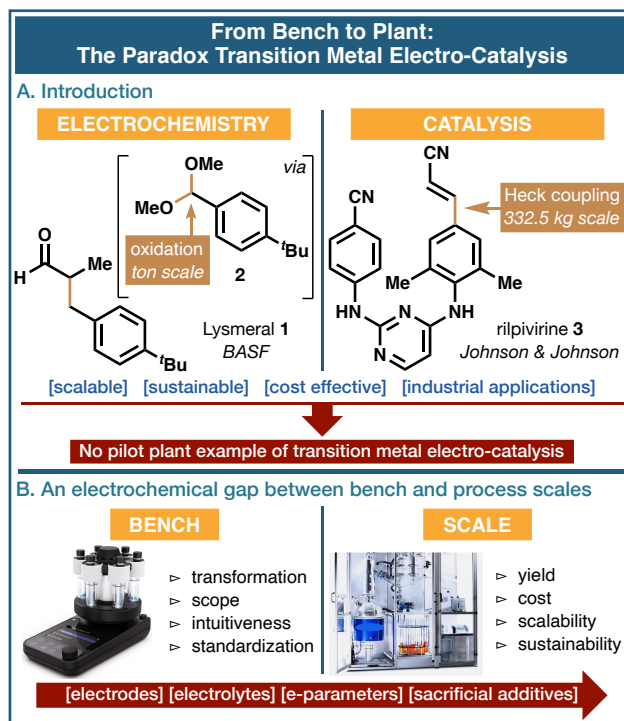 From Bench to Plant:
The Paradox Transition Metal Electro-Catalysis
A. Introduction
ELECTROCHEMISTRY
CATALYSIS
OMe
via
MeO
oxidation
ton scale
tBu
2
O
H
Me
tBu
Lysmeral 1
BASF
CN
CN
Heck coupling
332.5 kg scale
Me
Me
NH
N
N
NH
rilpivirine 3
Johnson & Johnson
[scalable] [sustainable] [cost effective] [industrial applications]
No pilot plant example of transition metal electro-catalysis
B. An electrochemical gap between bench and process scales
BENCH
▻ transformation
▻ scope
▻ intuitiveness
▻ standardization
SCALE
▻ yield
▻ cost
▻ scalability
▻ sustainability
[electrodes] [electrolytes] [e-parameters] [sacrificial additives]